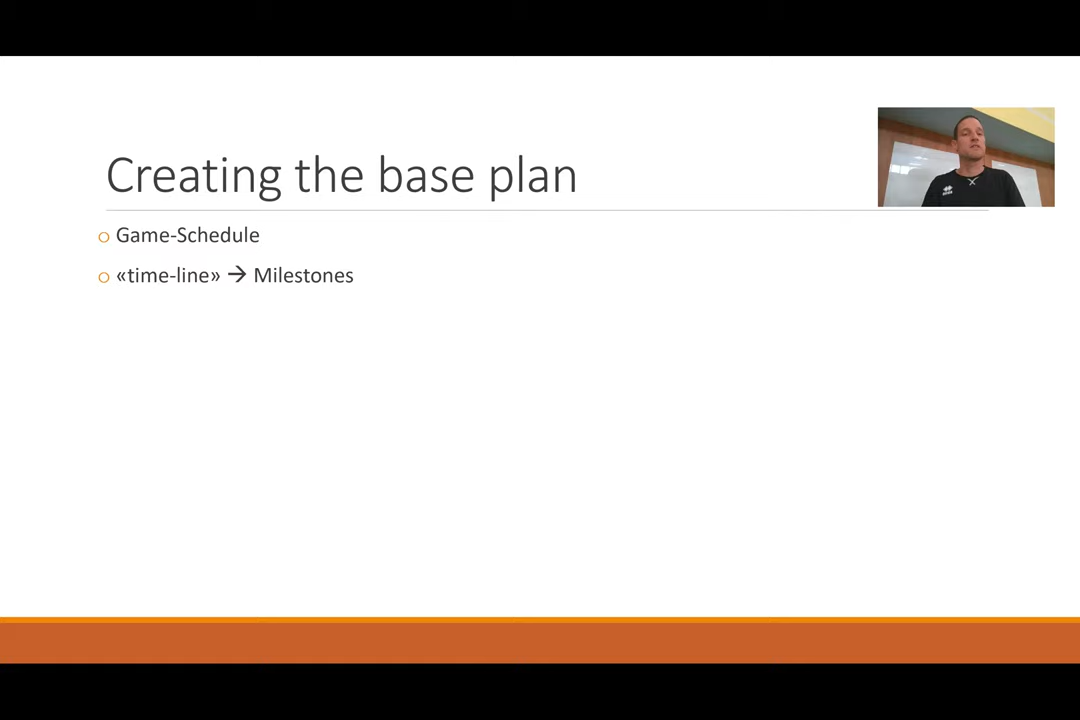 Creating the base plan
o Game-Schedule
o «time-line» → Milestones